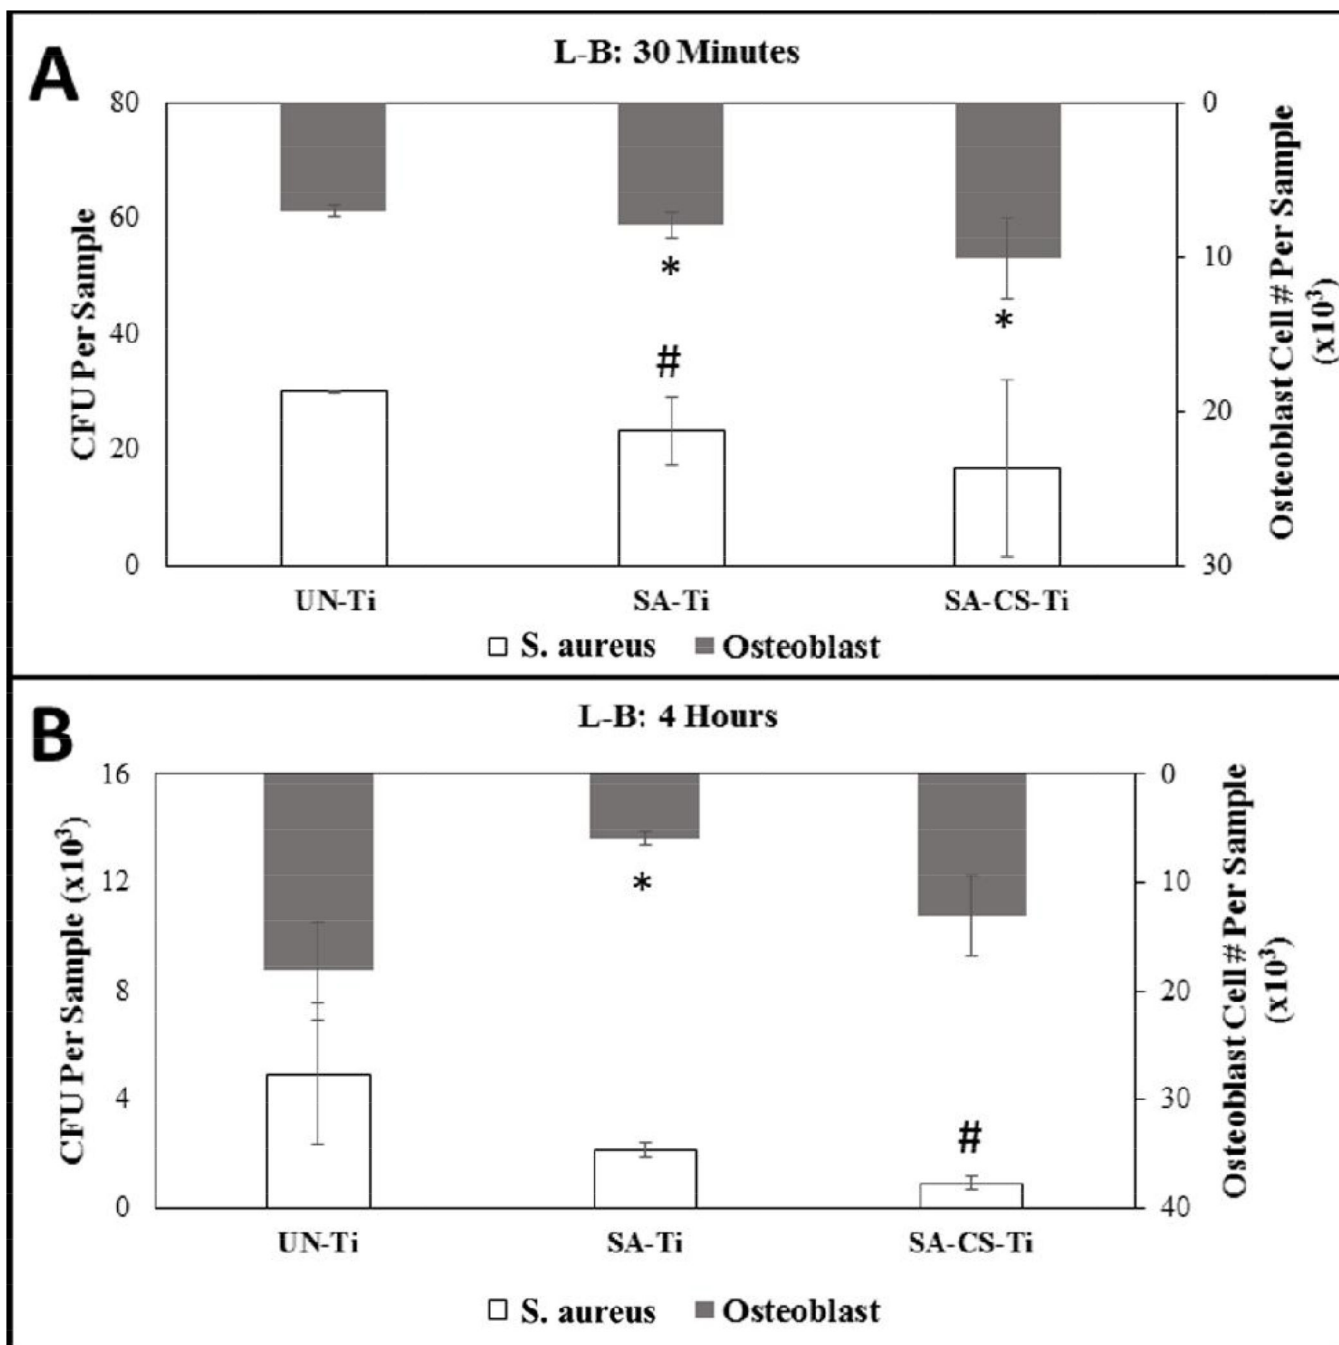 A
L-B: 30 Minutes
80
60
40
20
0
CFU Per Sample
0
10
20
30
Osteoblast Cell # Per Sample
(x10³)
*
*
#
UN-Ti SA-Ti SA-CS-Ti
S. aureus Osteoblast
B
L-B: 4 Hours
16
12
8
4
0
CFU Per Sample (x10³)
0
10
20
30
40
Osteoblast Cell # Per Sample
(x10³)
*
#
UN-Ti SA-Ti SA-CS-Ti
S. aureus Osteoblast